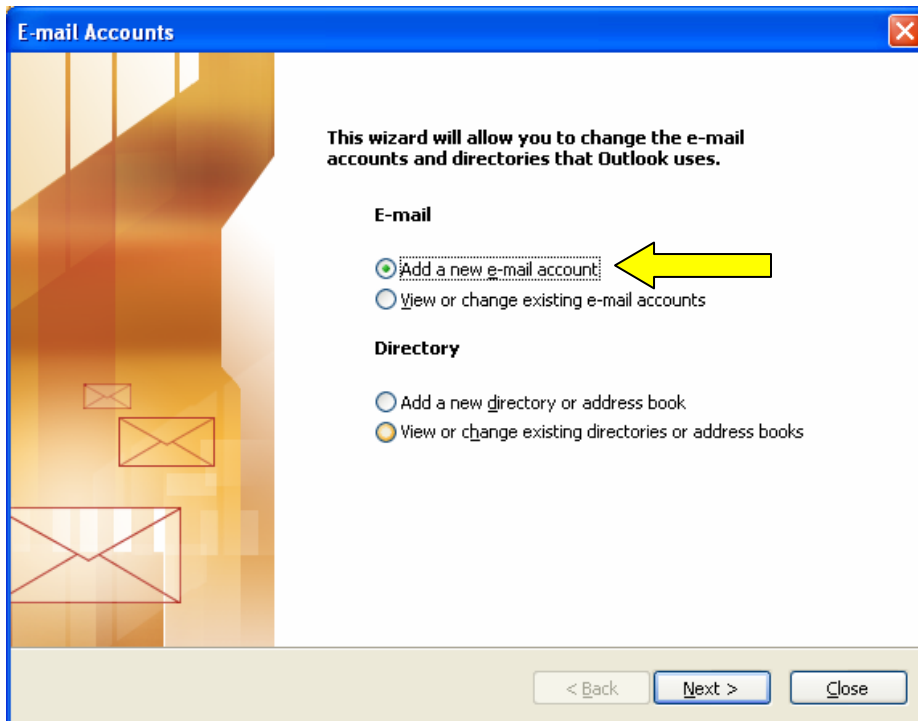 E-mail Accounts
This wizard will allow you to change the e-mail
accounts and directories that Outlook uses.
E-mail
Add a new e-mail account
View or change existing e-mail accounts
Directory
Add a new directory or address book
View or change existing directories or address books
< Back
Next >
Close